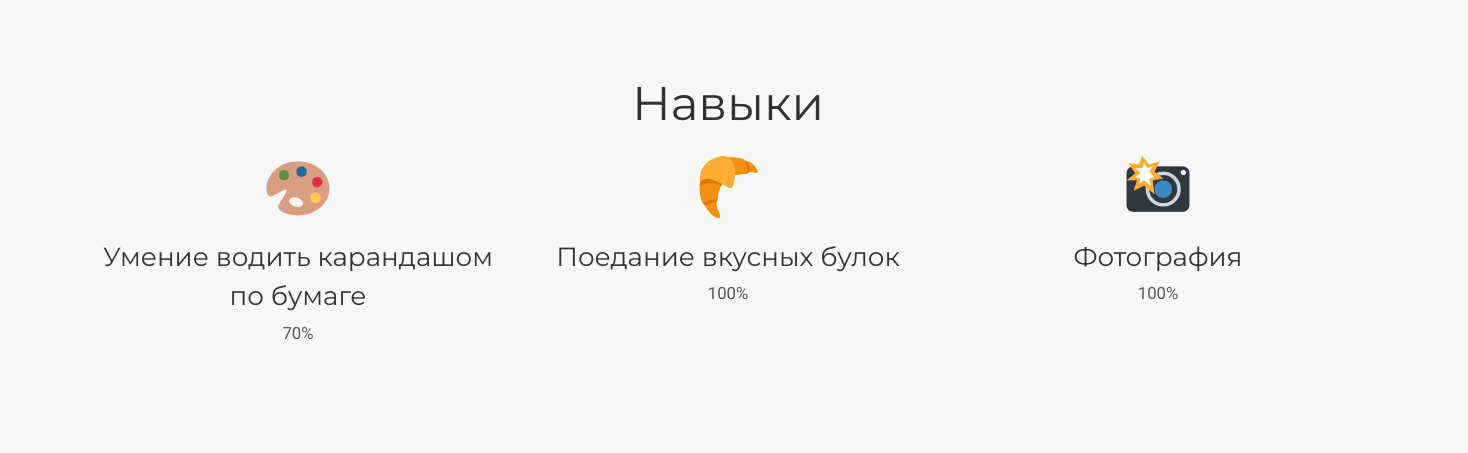 Навыки
Умение водить карандашом
по бумаге
70%
Поедание вкусных булок
100%
Фотография
100%